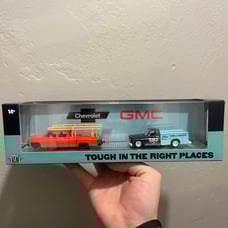 14+
Chevrolet
GMC
M2
TOUGH IN THE RIGHT PLACES